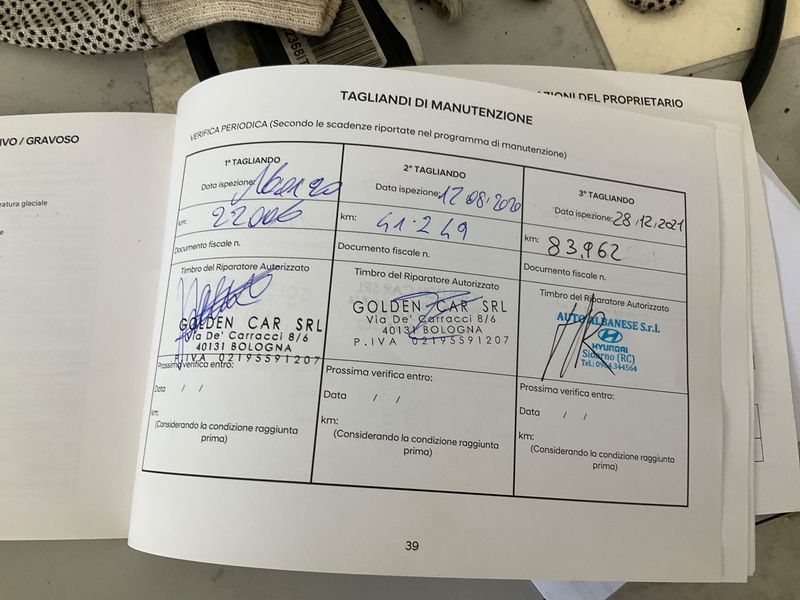 IVO / GRAVOSO
ratura glaciale
TAGLIANDI DI MANUTENZIONE
ZIONI DEL PROPRIETARIO
VERIFICA PERIODICA (Secondo le scadenze riportate nel programma di manutenzione)
1° TAGLIANDO
Data ispezione:
km: 22006
Documento fiscale n.
Timbro del Riparatore Autorizzato
GOLDEN CAR SRL
Via De' Carracci 8/6
40131 BOLOGNA
P.IVA 02195591207
Prossima verifica entro:
Data / /
km:
(Considerando la condizione raggiunta
prima)
2° TAGLIANDO
Data ispezione: 17 08 2020
km: 41.249
Documento fiscale n.
Timbro del Riparatore Autorizzato
GOLDEN CAR SRL
Via De' Carracci 8/6
40131 BOLOGNA
P.IVA 02195591207
Prossima verifica entro:
Data / /
km:
(Considerando la condizione raggiunta
prima)
3° TAGLIANDO
Data ispezione: 28.12.2021
km: 83.962
Documento fiscale n.
Timbro del Riparatore Autorizzato
AUTO ALBANESE S.r.l.
HYUNDAI
Siderno (RC)
Tel.: 0964.344564
Prossima verifica entro:
Data / /
km:
(Considerando la condizione raggiunta
prima)
39